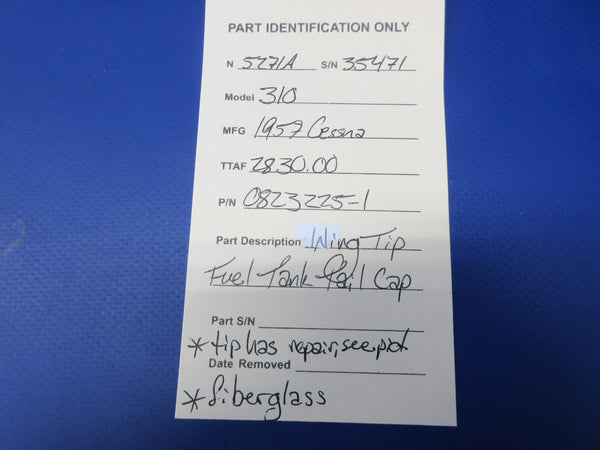 PART IDENTIFICATION ONLY
N 5271A S/N 35471
Model 310
MFG 1957 Cessna
TTAF 2830.00
P/N 0823225-1
Part Description Wing Tip
Fuel Tank Tail Cap
Part S/N
* tip has repair, see pic
Date Removed
* fiberglass